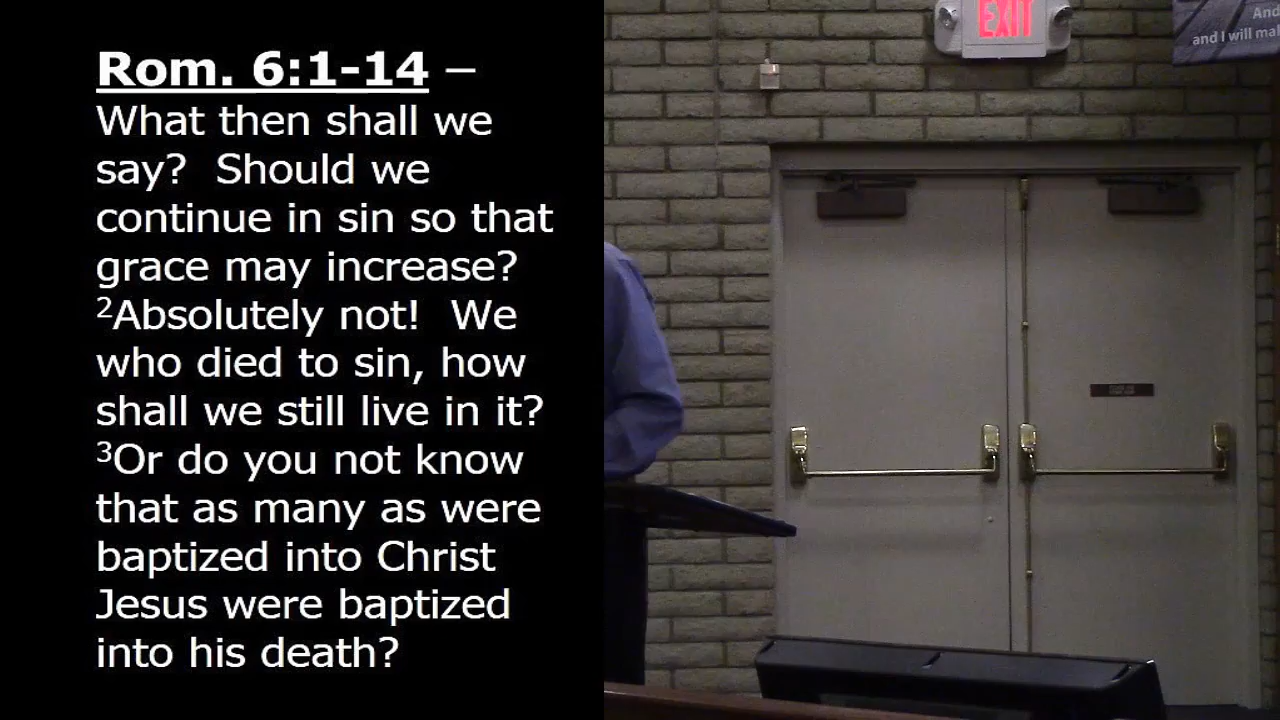 Rom. 6:1-14 –
What then shall we
say?  Should we
continue in sin so that
grace may increase?
²Absolutely not!  We
who died to sin, how
shall we still live in it?
³Or do you not know
that as many as were
baptized into Christ
Jesus were baptized
into his death?
EXIT
And
and I will mal